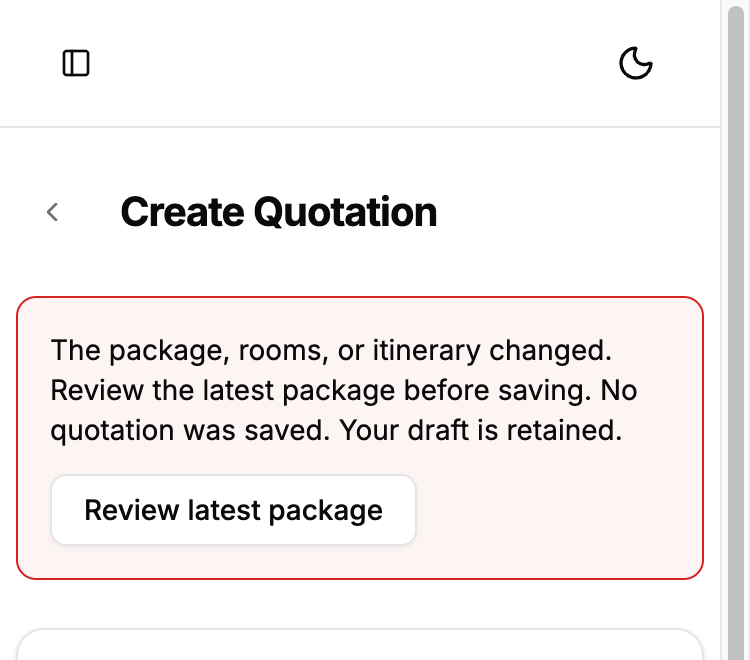 Create Quotation
The package, rooms, or itinerary changed.
Review the latest package before saving. No
quotation was saved. Your draft is retained.
Review latest package